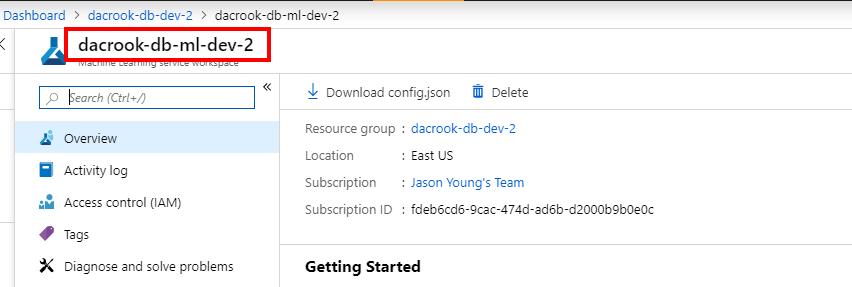 Dashboard > dacrook-db-dev-2 > dacrook-db-ml-dev-2
dacrook-db-ml-dev-2
Machine Learning service workspace
Search (Ctrl+/)
Overview
Activity log
Access control (IAM)
Tags
Diagnose and solve problems
Download config.json Delete
Resource group : dacrook-db-dev-2
Location : East US
Subscription : Jason Young's Team
Subscription ID : fdeb6cd6-9cac-474d-ad6b-d2000b9b0e0c
Getting Started